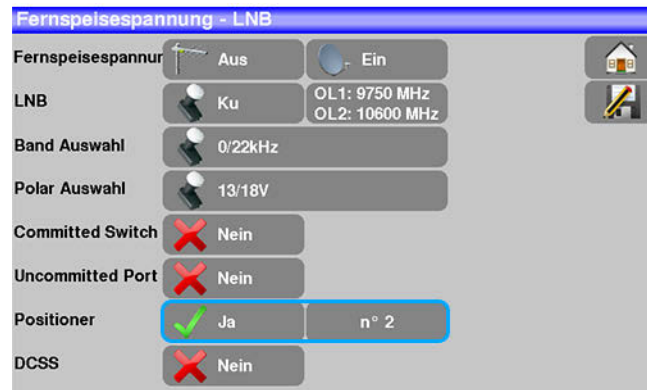 Fernspeisespannung - LNB
Fernspeisespannur Aus Ein
LNB Ku OL1: 9750 MHz
OL2: 10600 MHz
Band Auswahl 0/22kHz
Polar Auswahl 13/18V
Committed Switch Nein
Uncommitted Port Nein
Positioner Ja n° 2
DCSS Nein